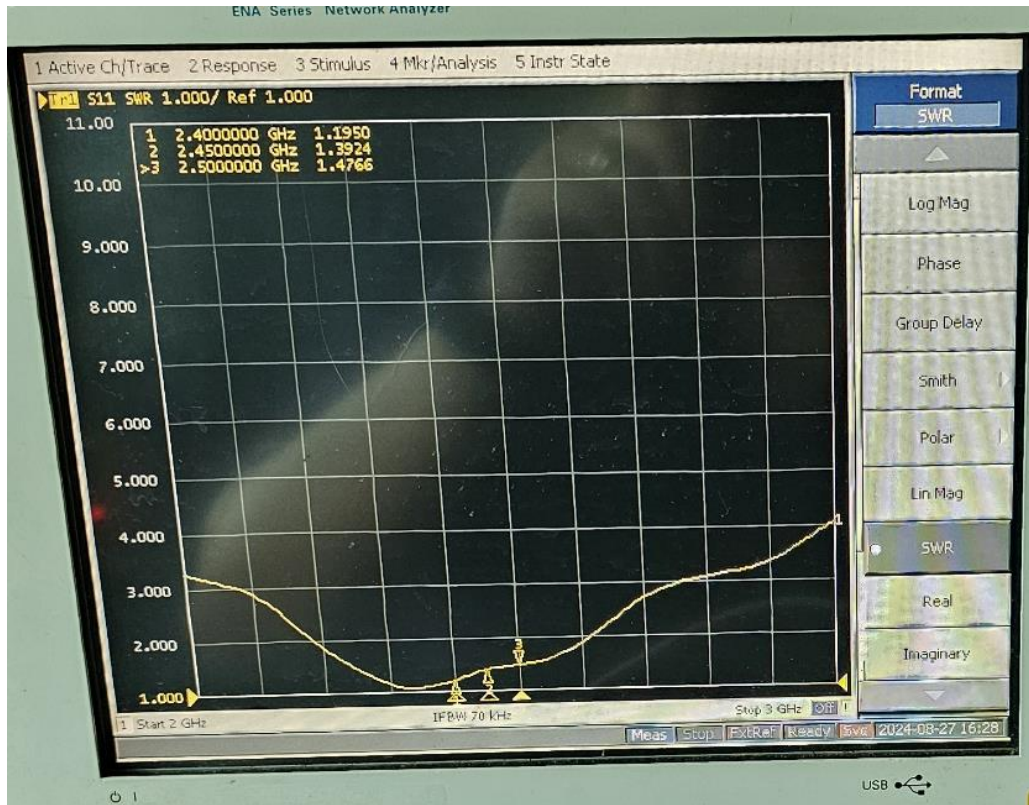 ENA Series Network Analyzer
1 Active Ch/Trace 2 Response 3 Stimulus 4 Mkr/Analysis 5 Instr State
Tr1 S11 SWR 1.000/ Ref 1.000
11.00
1 2.4000000 GHz 1.1950
2 2.4500000 GHz 1.3924
>3 2.5000000 GHz 1.4766
10.00
9.000
8.000
7.000
6.000
5.000
4.000
3.000
2.000
1.000
1
3
1 Start 2 GHz
IFBW 70 kHz
Stop 3 GHz Off !
Meas Stop ExtRef Ready Svc 2024-08-27 16:28
Format
SWR
Log Mag
Phase
Group Delay
Smith
Polar
Lin Mag
SWR
Real
Imaginary
USB